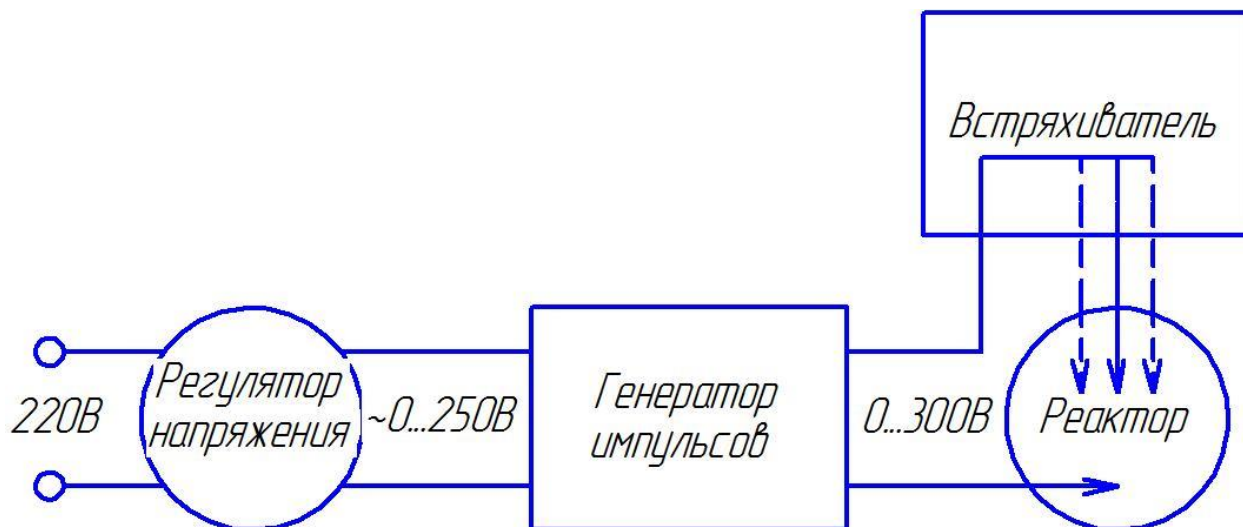 Встряхиватель
220В
Регулятор
напряжения
~0...250В
Генератор
импульсов
0...300В
Реактор